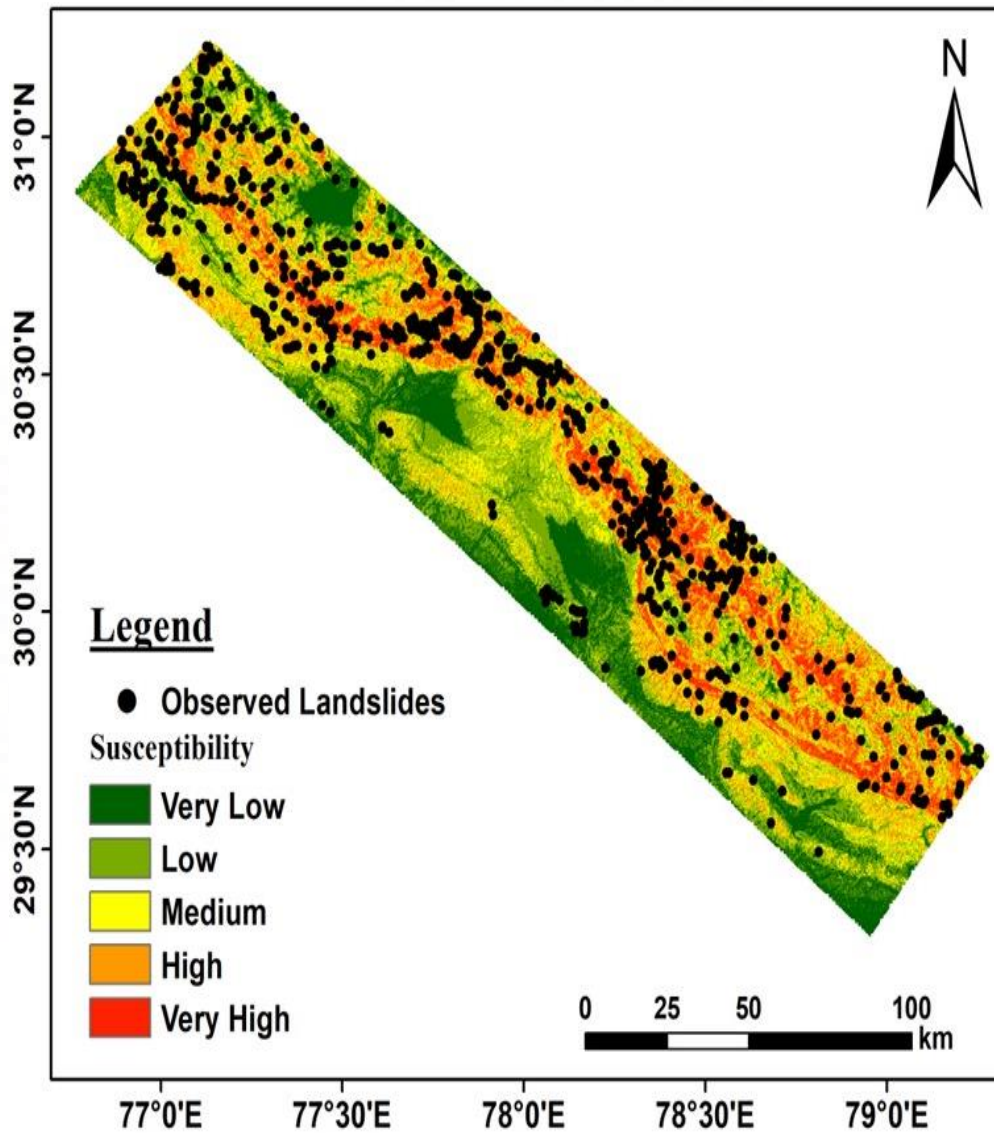 N
31°0'N
30°30'N
30°0'N
29°30'N
Legend
Observed Landslides
Susceptibility
Very Low
Low
Medium
High
Very High
0 25 50 100
km
77°0'E 77°30'E 78°0'E 78°30'E 79°0'E